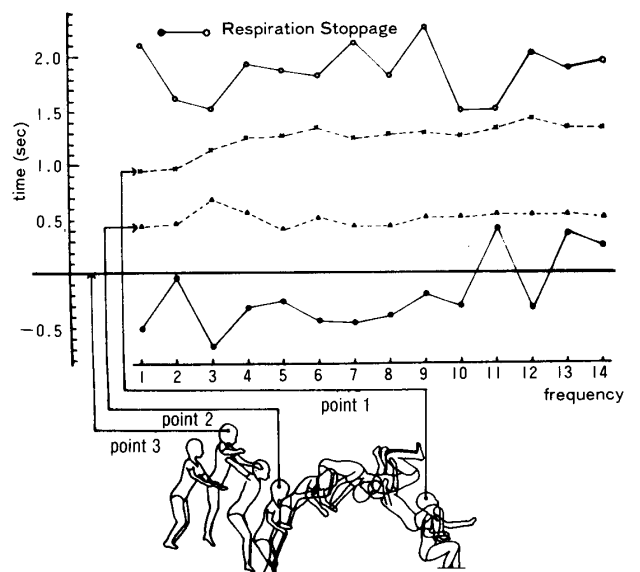 Respiration Stoppage
time (sec)
2.0
1.5
1.0
0.5
−0.5
1 2 3 4 5 6 7 8 9 10 11 12 13 14
frequency
point 1
point 2
point 3